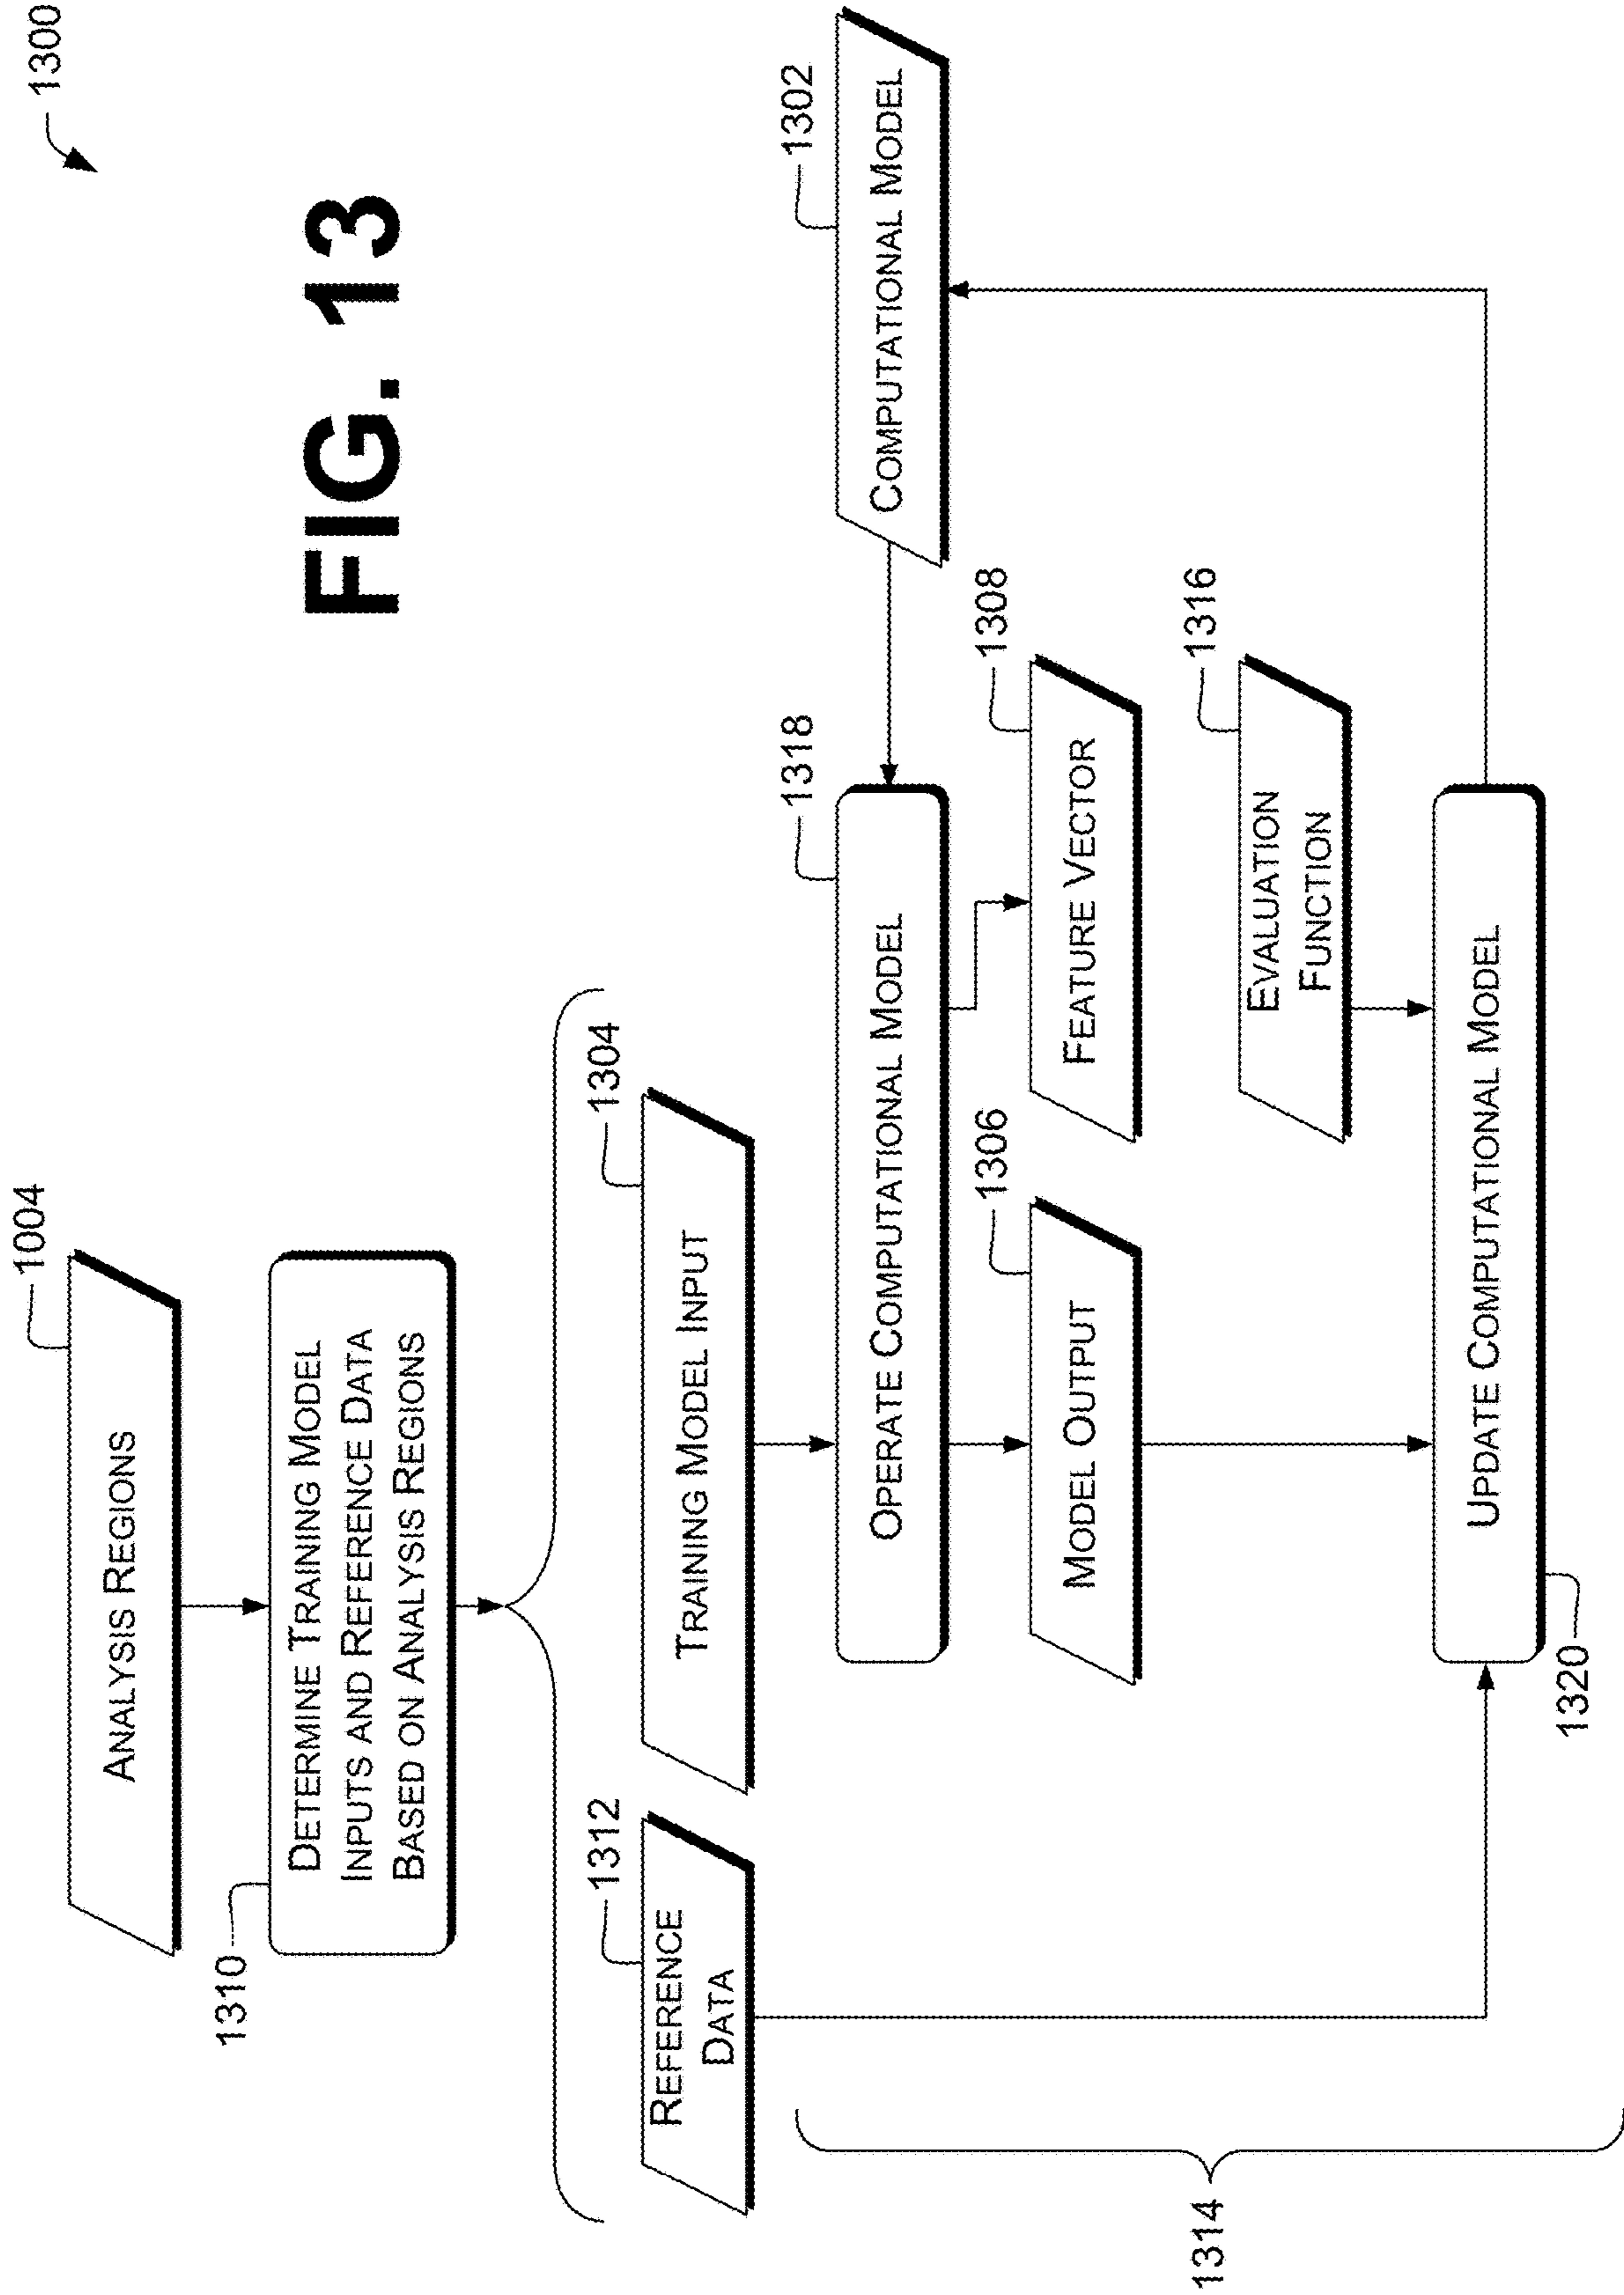 1300
FIG. 13
1004
ANALYSIS REGIONS
1310
DETERMINE TRAINING MODEL
INPUTS AND REFERENCE DATA
BASED ON ANALYSIS REGIONS
1312
REFERENCE
DATA
1304
TRAINING MODEL INPUT
1318
OPERATE COMPUTATIONAL MODEL
1302
COMPUTATIONAL MODEL
1306
MODEL OUTPUT
1308
FEATURE VECTOR
1316
EVALUATION
FUNCTION
1314
1320
UPDATE COMPUTATIONAL MODEL